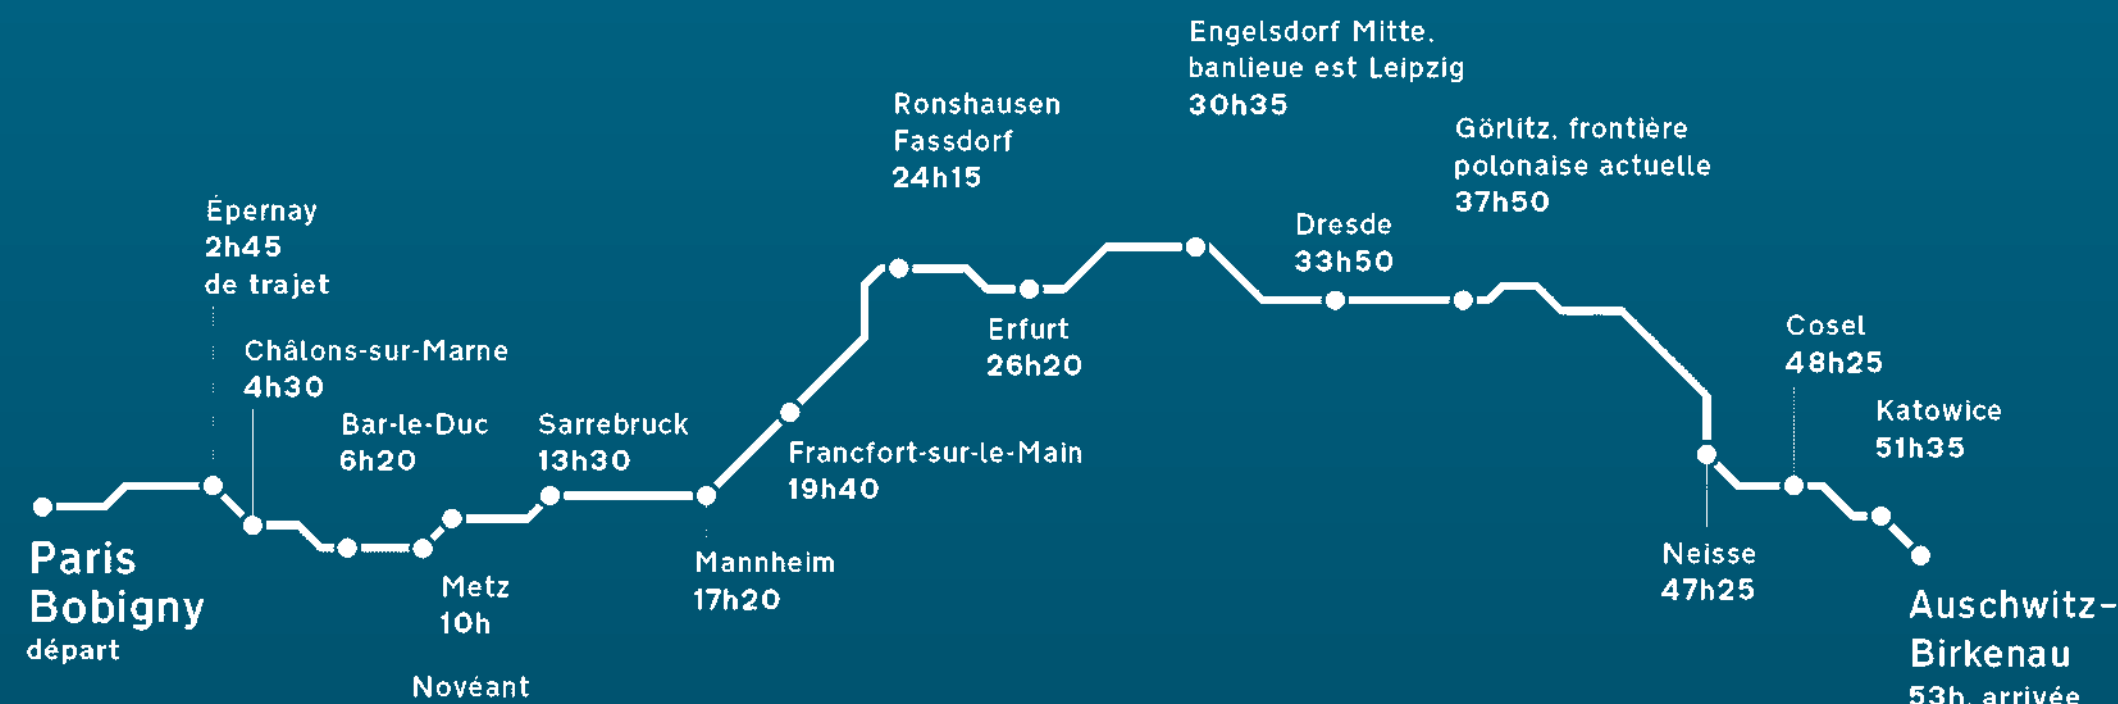 Paris
Bobigny
départ
Épernay
2h45
de trajet
Châlons-sur-Marne
4h30
Bar-le-Duc
6h20
Novéant
Metz
10h
Sarrebruck
13h30
Mannheim
17h20
Francfort-sur-le-Main
19h40
Ronshausen
Fassdorf
24h15
Erfurt
26h20
Engelsdorf Mitte,
banlieue est Leipzig
30h35
Dresde
33h50
Görlitz, frontière
polonaise actuelle
37h50
Neisse
47h25
Cosel
48h25
Katowice
51h35
Auschwitz-
Birkenau
53h, arrivée